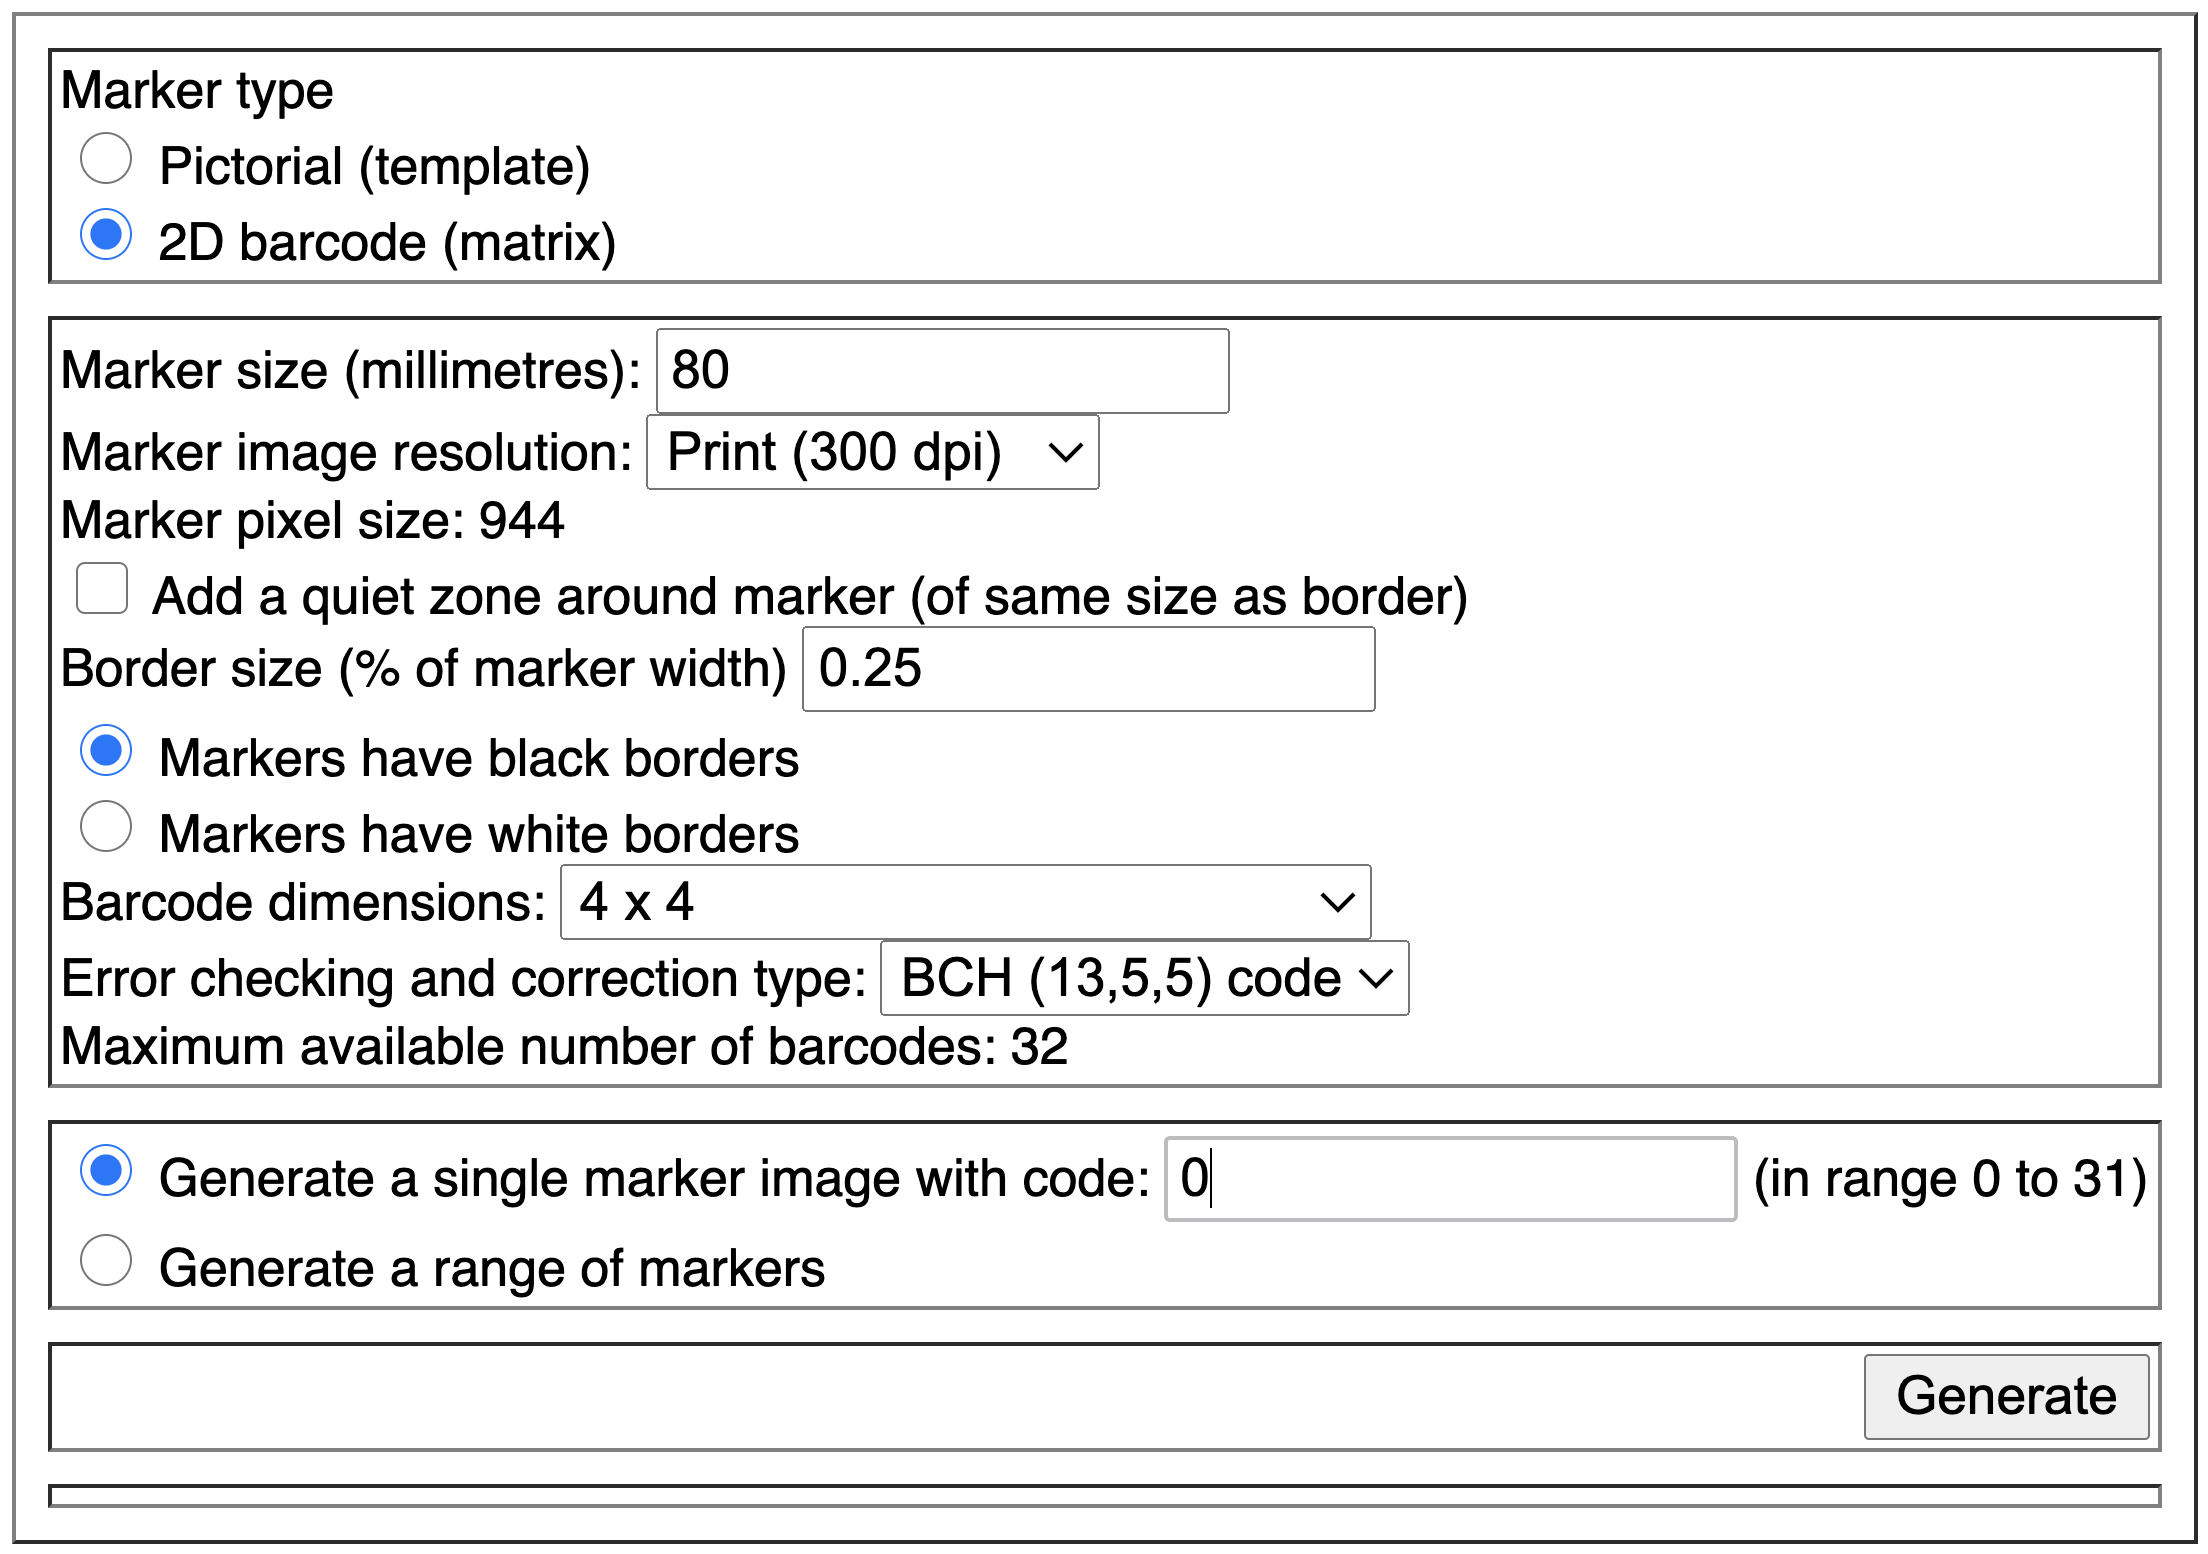 Marker type
Pictorial (template)
2D barcode (matrix)
Marker size (millimetres): 80
Marker image resolution: Print (300 dpi)
Marker pixel size: 944
Add a quiet zone around marker (of same size as border)
Border size (% of marker width) 0.25
Markers have black borders
Markers have white borders
Barcode dimensions: 4 x 4
Error checking and correction type: BCH (13,5,5) code
Maximum available number of barcodes: 32
Generate a single marker image with code: 0 (in range 0 to 31)
Generate a range of markers
Generate